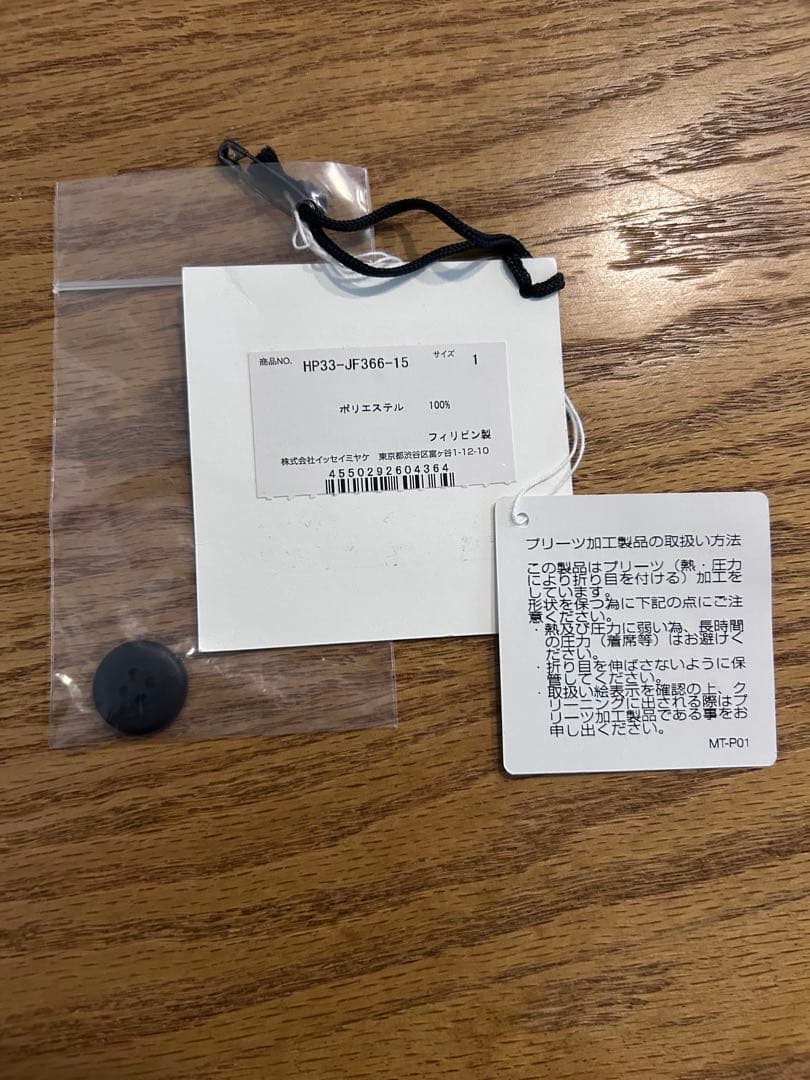 商品NO. HP33-JF366-15 サイズ 1
ポリエステル 100%
フィリピン製
株式会社イッセイミヤケ 東京都渋谷区富ヶ谷1-12-10
4550292604364
プリーツ加工製品の取扱い方法
この製品はプリーツ（熱・圧力
により折り目を付ける）加工を
しています。
形状を保つ為に下記の点にご注
意ください。
・熱及び圧力に弱い為、長時間
の圧力（着席等）はお避けく
ださい。
・折り目を伸ばさないように保
管してください。
・取扱い絵表示を確認の上、ク
リーニングに出される際はプ
リーツ加工製品である事をお
申し出ください。
MT-P01